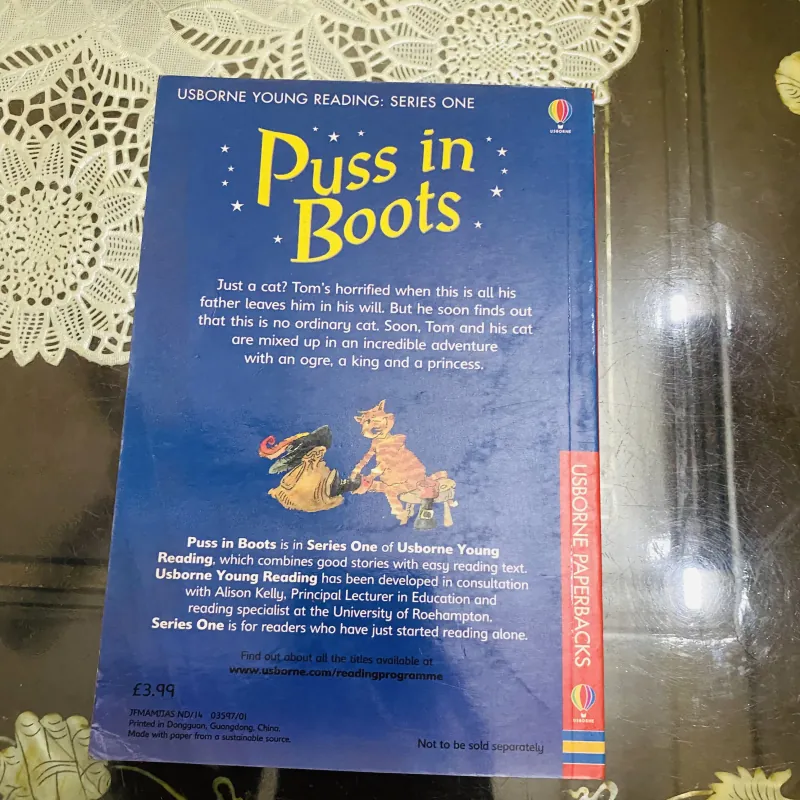 USBORNE YOUNG READING: SERIES ONE
USBORNE
Puss in
Boots
Just a cat? Tom's horrified when this is all his
father leaves him in his will. But he soon finds out
that this is no ordinary cat. Soon, Tom and his cat
are mixed up in an incredible adventure
with an ogre, a king and a princess.
Puss in Boots is in Series One of Usborne Young
Reading, which combines good stories with easy reading text.
Usborne Young Reading has been developed in consultation
with Alison Kelly, Principal Lecturer in Education and
reading specialist at the University of Roehampton.
Series One is for readers who have just started reading alone.
Find out about all the titles available at
www.usborne.com/readingprogramme
£3.99
JFMAMJJAS ND/14 03597/01
Printed in Dongguan, Guangdong, China.
Made with paper from a sustainable source.
Not to be sold separately
USBORNE PAPERBACKS
USBORNE